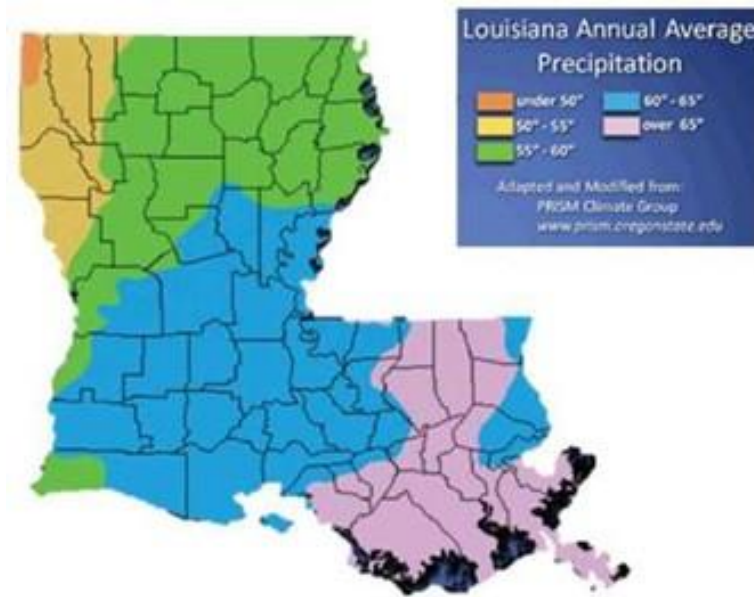 Louisiana Annual Average
Precipitation
under 50"
60" - 65"
50" - 55"
over 65"
55" - 60"
Adapted and Modified from:
PRISM Climate Group
www.prism.oregonstate.edu